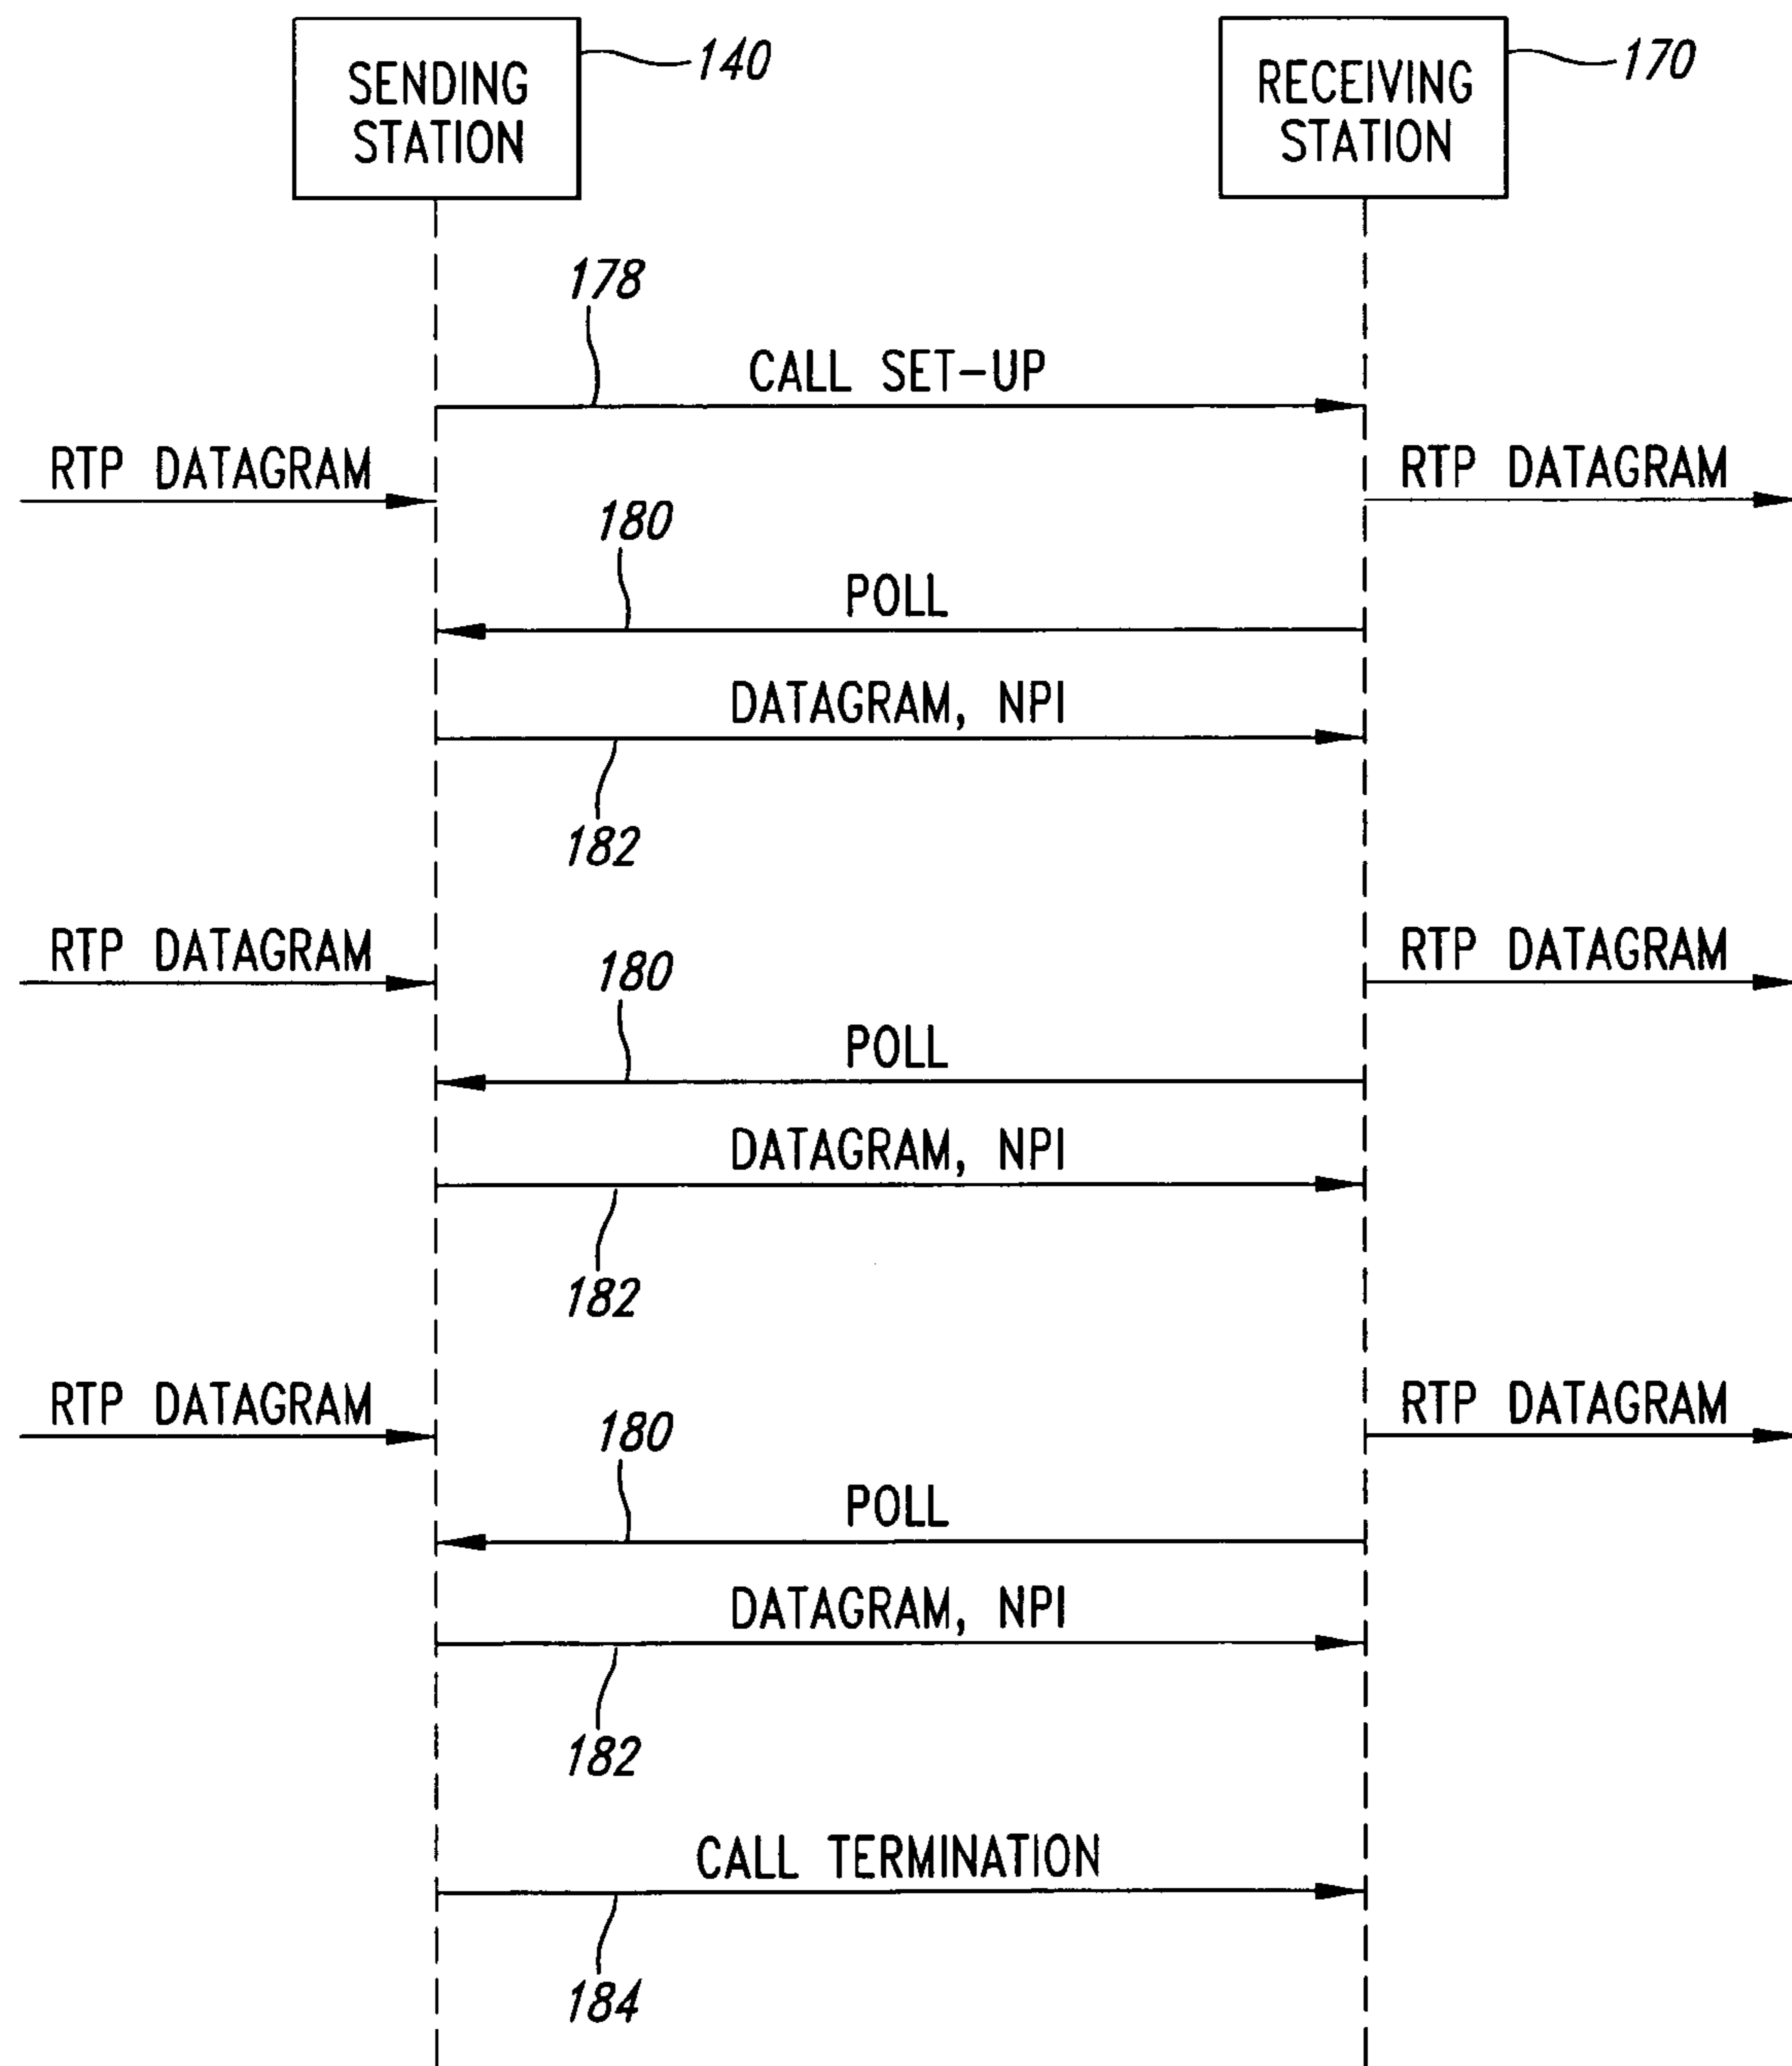 SENDING
STATION
140
RECEIVING
STATION
170
178
CALL SET-UP
RTP DATAGRAM
RTP DATAGRAM
180
POLL
DATAGRAM, NPI
182
RTP DATAGRAM
RTP DATAGRAM
180
POLL
DATAGRAM, NPI
182
RTP DATAGRAM
RTP DATAGRAM
180
POLL
DATAGRAM, NPI
182
CALL TERMINATION
184